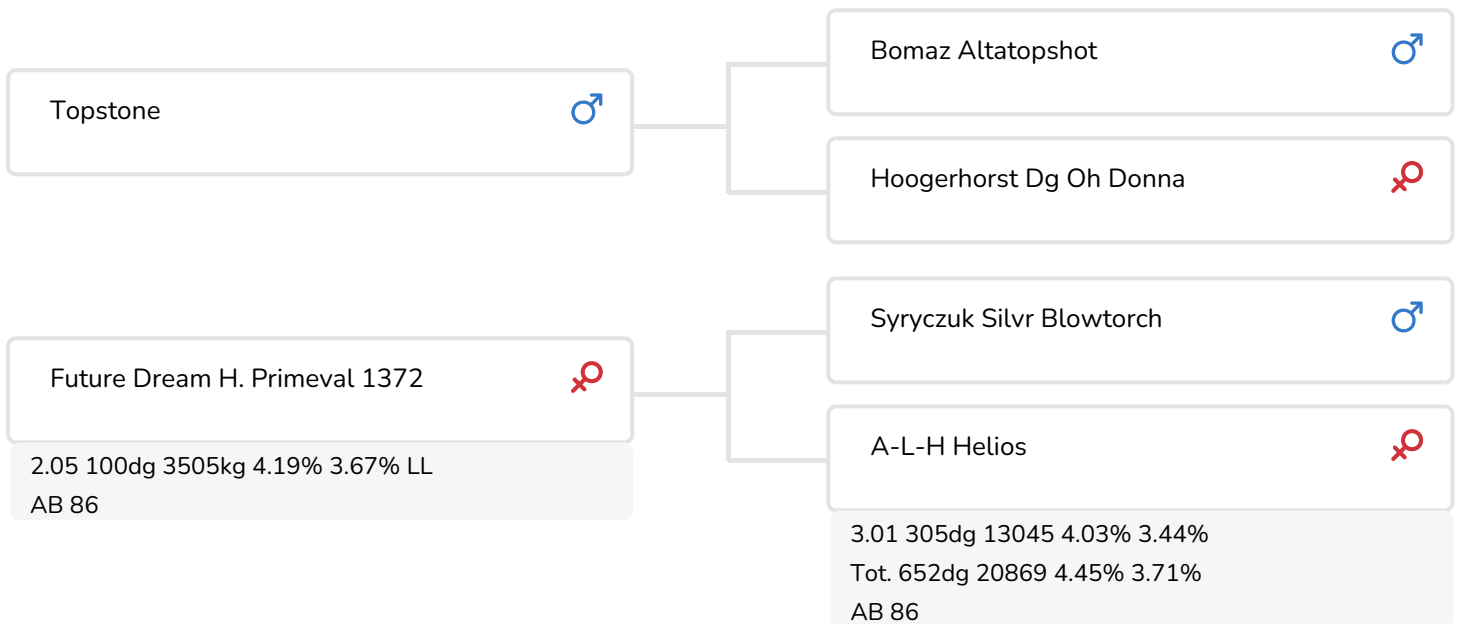 Bomaz Altatopshot
Topstone
Hoogerhorst Dg Oh Donna
Syryczuk Silvr Blowtorch
Future Dream H. Primeval 1372
2.05 100dg 3505kg 4.19% 3.67% LL
AB 86
A-L-H Helios
3.01 305dg 13045 4.03% 3.44%
Tot. 652dg 20869 4.45% 3.71%
AB 86